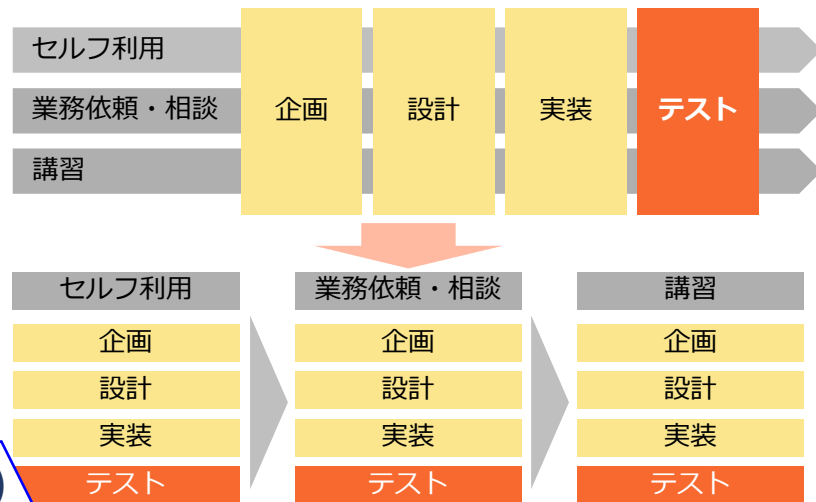 セルフ利用
業務依頼・相談
講習
企画
設計
実装
テスト
セルフ利用
企画
設計
実装
テスト
業務依頼・相談
企画
設計
実装
テスト
講習
企画
設計
実装
テスト